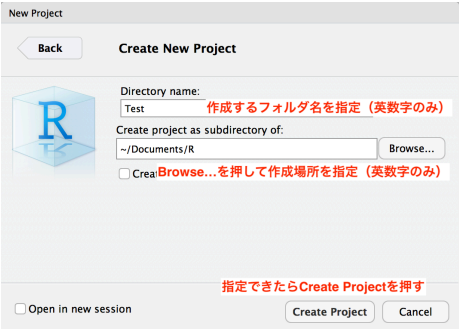 New Project
Back
Create New Project
R
Directory name:
Test
作成するフォルダ名を指定（英数字のみ）
Create project as subdirectory of:
~/Documents/R
Browse...
Browse...を押して作成場所を指定（英数字のみ）
指定できたらCreate Projectを押す
Open in new session
Create Project
Cancel